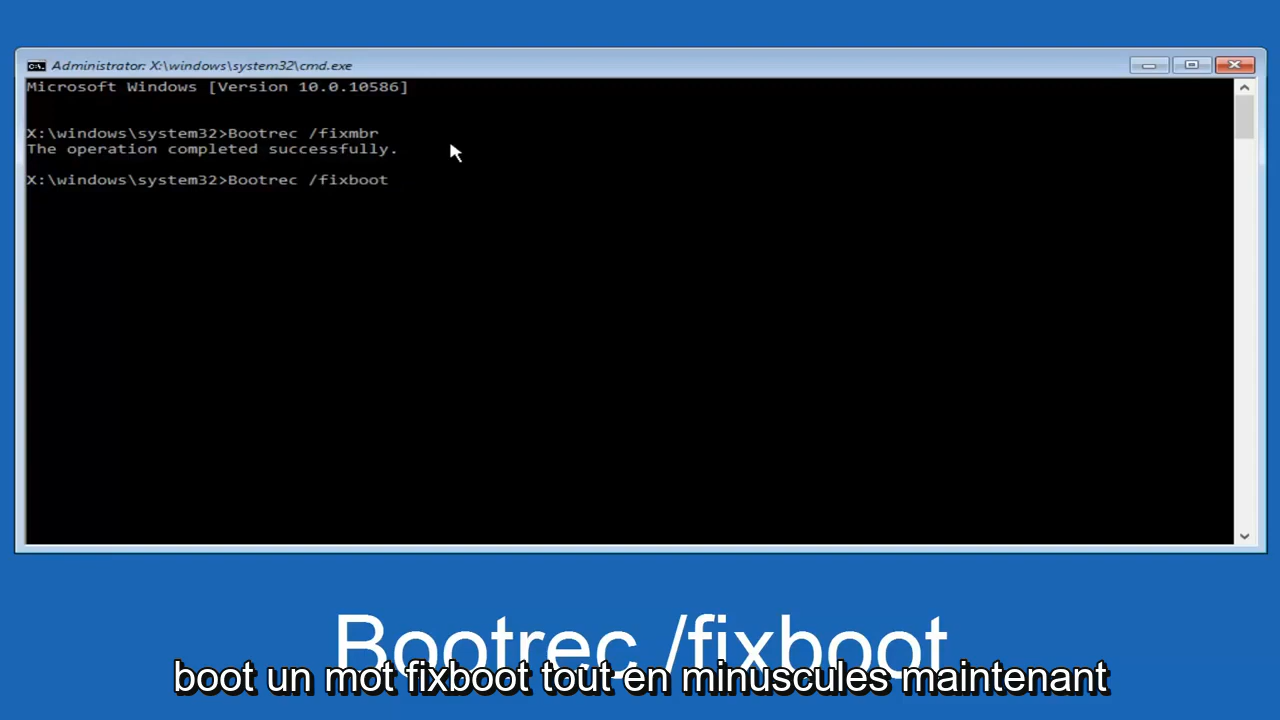 Administrator: X:\windows\system32\cmd.exe
Microsoft Windows [Version 10.0.10586]
X:\windows\system32>Bootrec /fixmbr
The operation completed successfully.
X:\windows\system32>Bootrec /fixboot
Bootrec /fixboot
boot un mot fixboot tout en minuscules maintenant